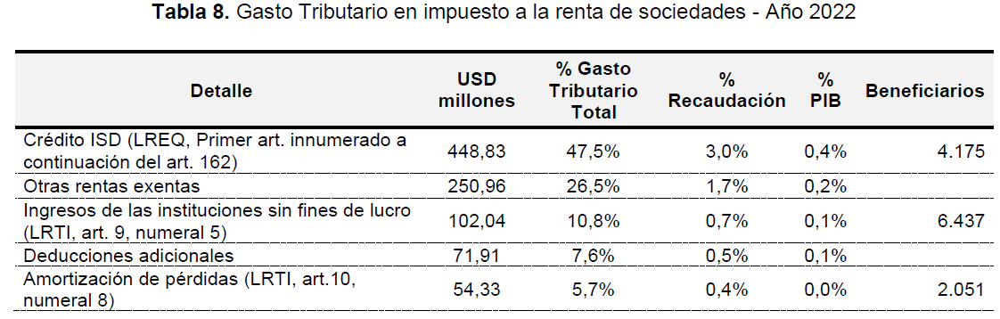 Tabla 8. Gasto Tributario en impuesto a la renta de sociedades - Año 2022
Detalle USD millones % Gasto Tributario Total % Recaudación % PIB Beneficiarios
Crédito ISD (LREQ, Primer art. innumerado a continuación del art. 162) 448,83 47,5% 3,0% 0,4% 4.175
Otras rentas exentas 250,96 26,5% 1,7% 0,2%
Ingresos de las instituciones sin fines de lucro (LRTI, art. 9, numeral 5) 102,04 10,8% 0,7% 0,1% 6.437
Deducciones adicionales 71,91 7,6% 0,5% 0,1%
Amortización de pérdidas (LRTI, art.10, numeral 8) 54,33 5,7% 0,4% 0,0% 2.051